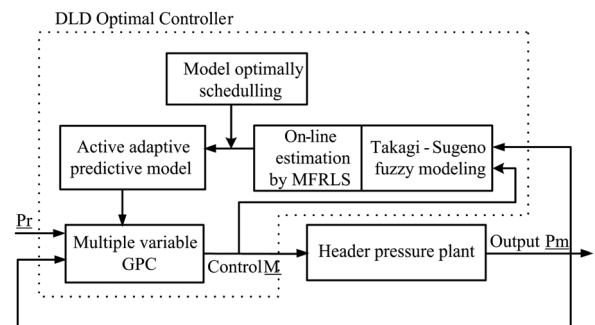 DLD Optimal Controller
Model optimally
schedulling
Active adaptive
predictive model
On-line
estimation
by MFRLS
Takagi - Sugeno
fuzzy modeling
Pr
Multiple variable
GPC
Control M
Header pressure plant
Output Pm